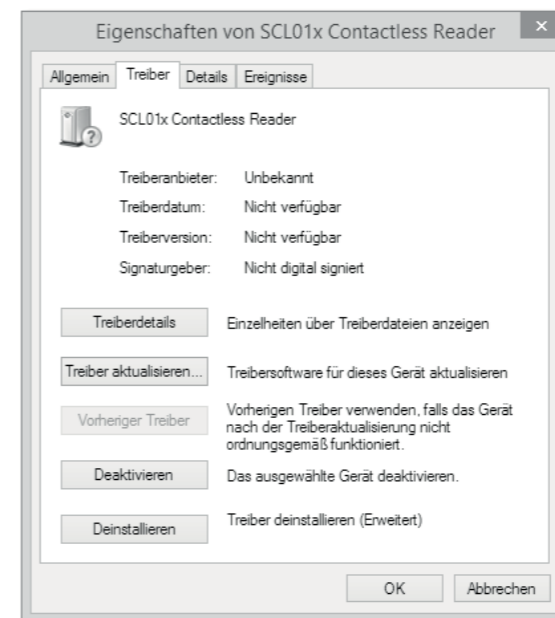 Eigenschaften von SCL01x Contactless Reader
Allgemein Treiber Details Ereignisse
SCL01x Contactless Reader
Treiberanbieter: Unbekannt
Treiberdatum: Nicht verfügbar
Treiberversion: Nicht verfügbar
Signaturgeber: Nicht digital signiert
Treiberdetails Einzelheiten über Treiberdateien anzeigen
Treiber aktualisieren... Treibersoftware für dieses Gerät aktualisieren
Vorheriger Treiber Vorherigen Treiber verwenden, falls das Gerät
nach der Treiberaktualisierung nicht
ordnungsgemäß funktioniert.
Deaktivieren Das ausgewählte Gerät deaktivieren.
Deinstallieren Treiber deinstallieren (Erweitert)
OK Abbrechen